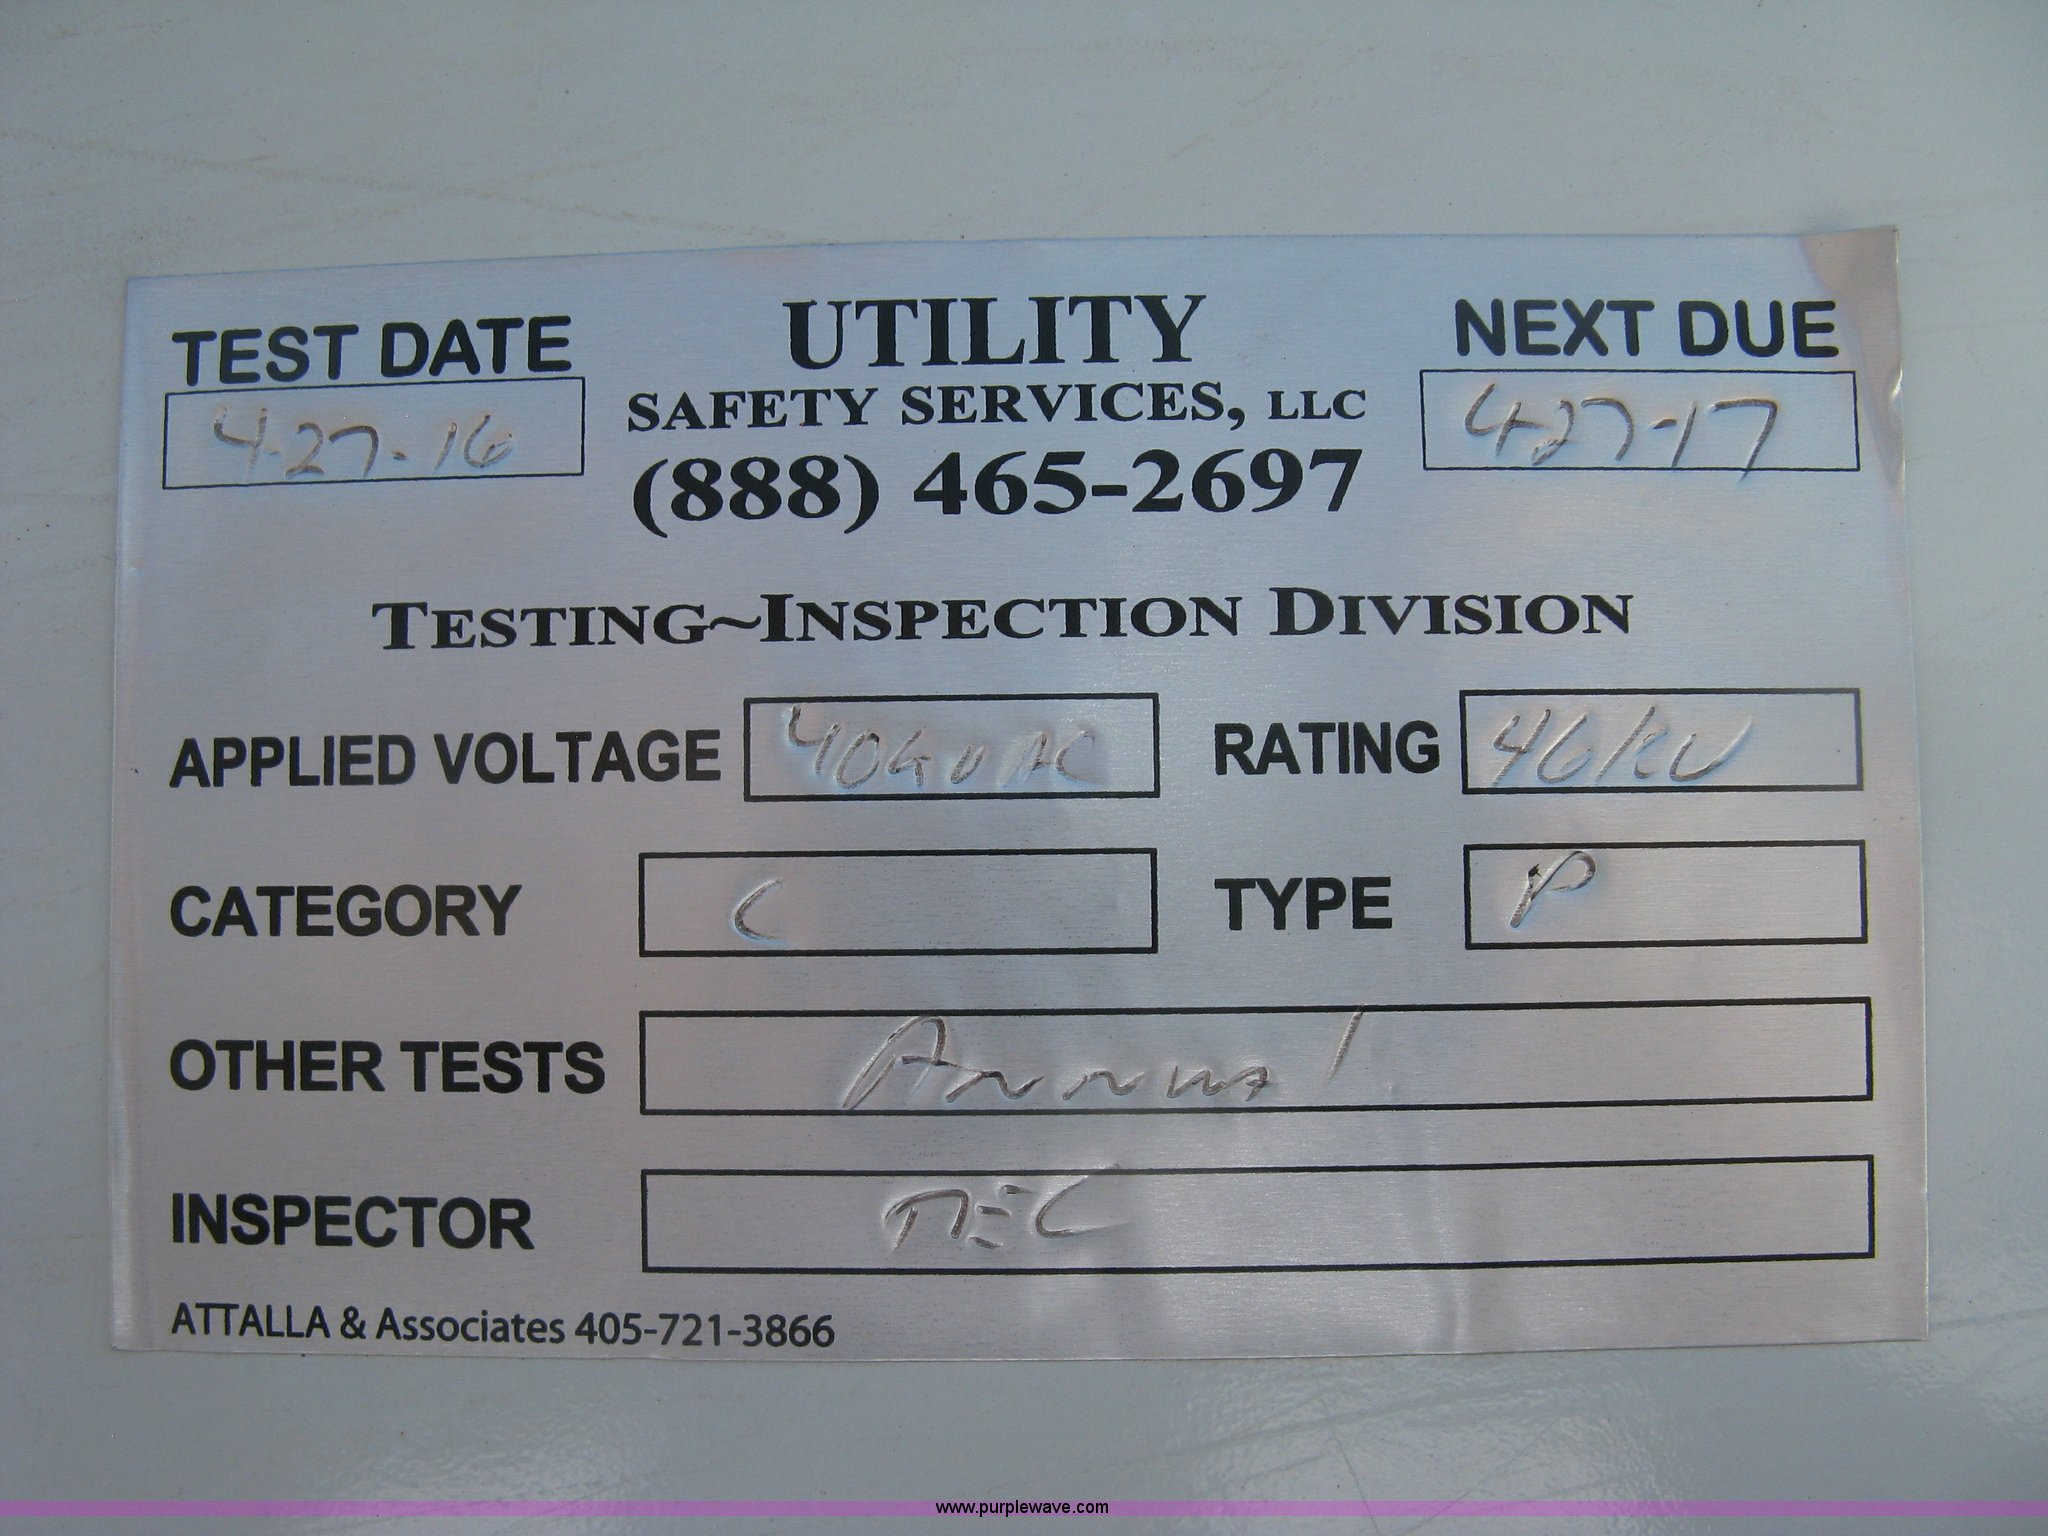 TEST DATE UTILITY NEXT DUE
4-27-16 SAFETY SERVICES, LLC 4-27-17
(888) 465-2697
TESTING~INSPECTION DIVISION
APPLIED VOLTAGE 40KV AC RATING 46KV
CATEGORY C TYPE P
OTHER TESTS Annual
INSPECTOR
ATTALLA & Associates 405-721-3866
www.purplewave.com